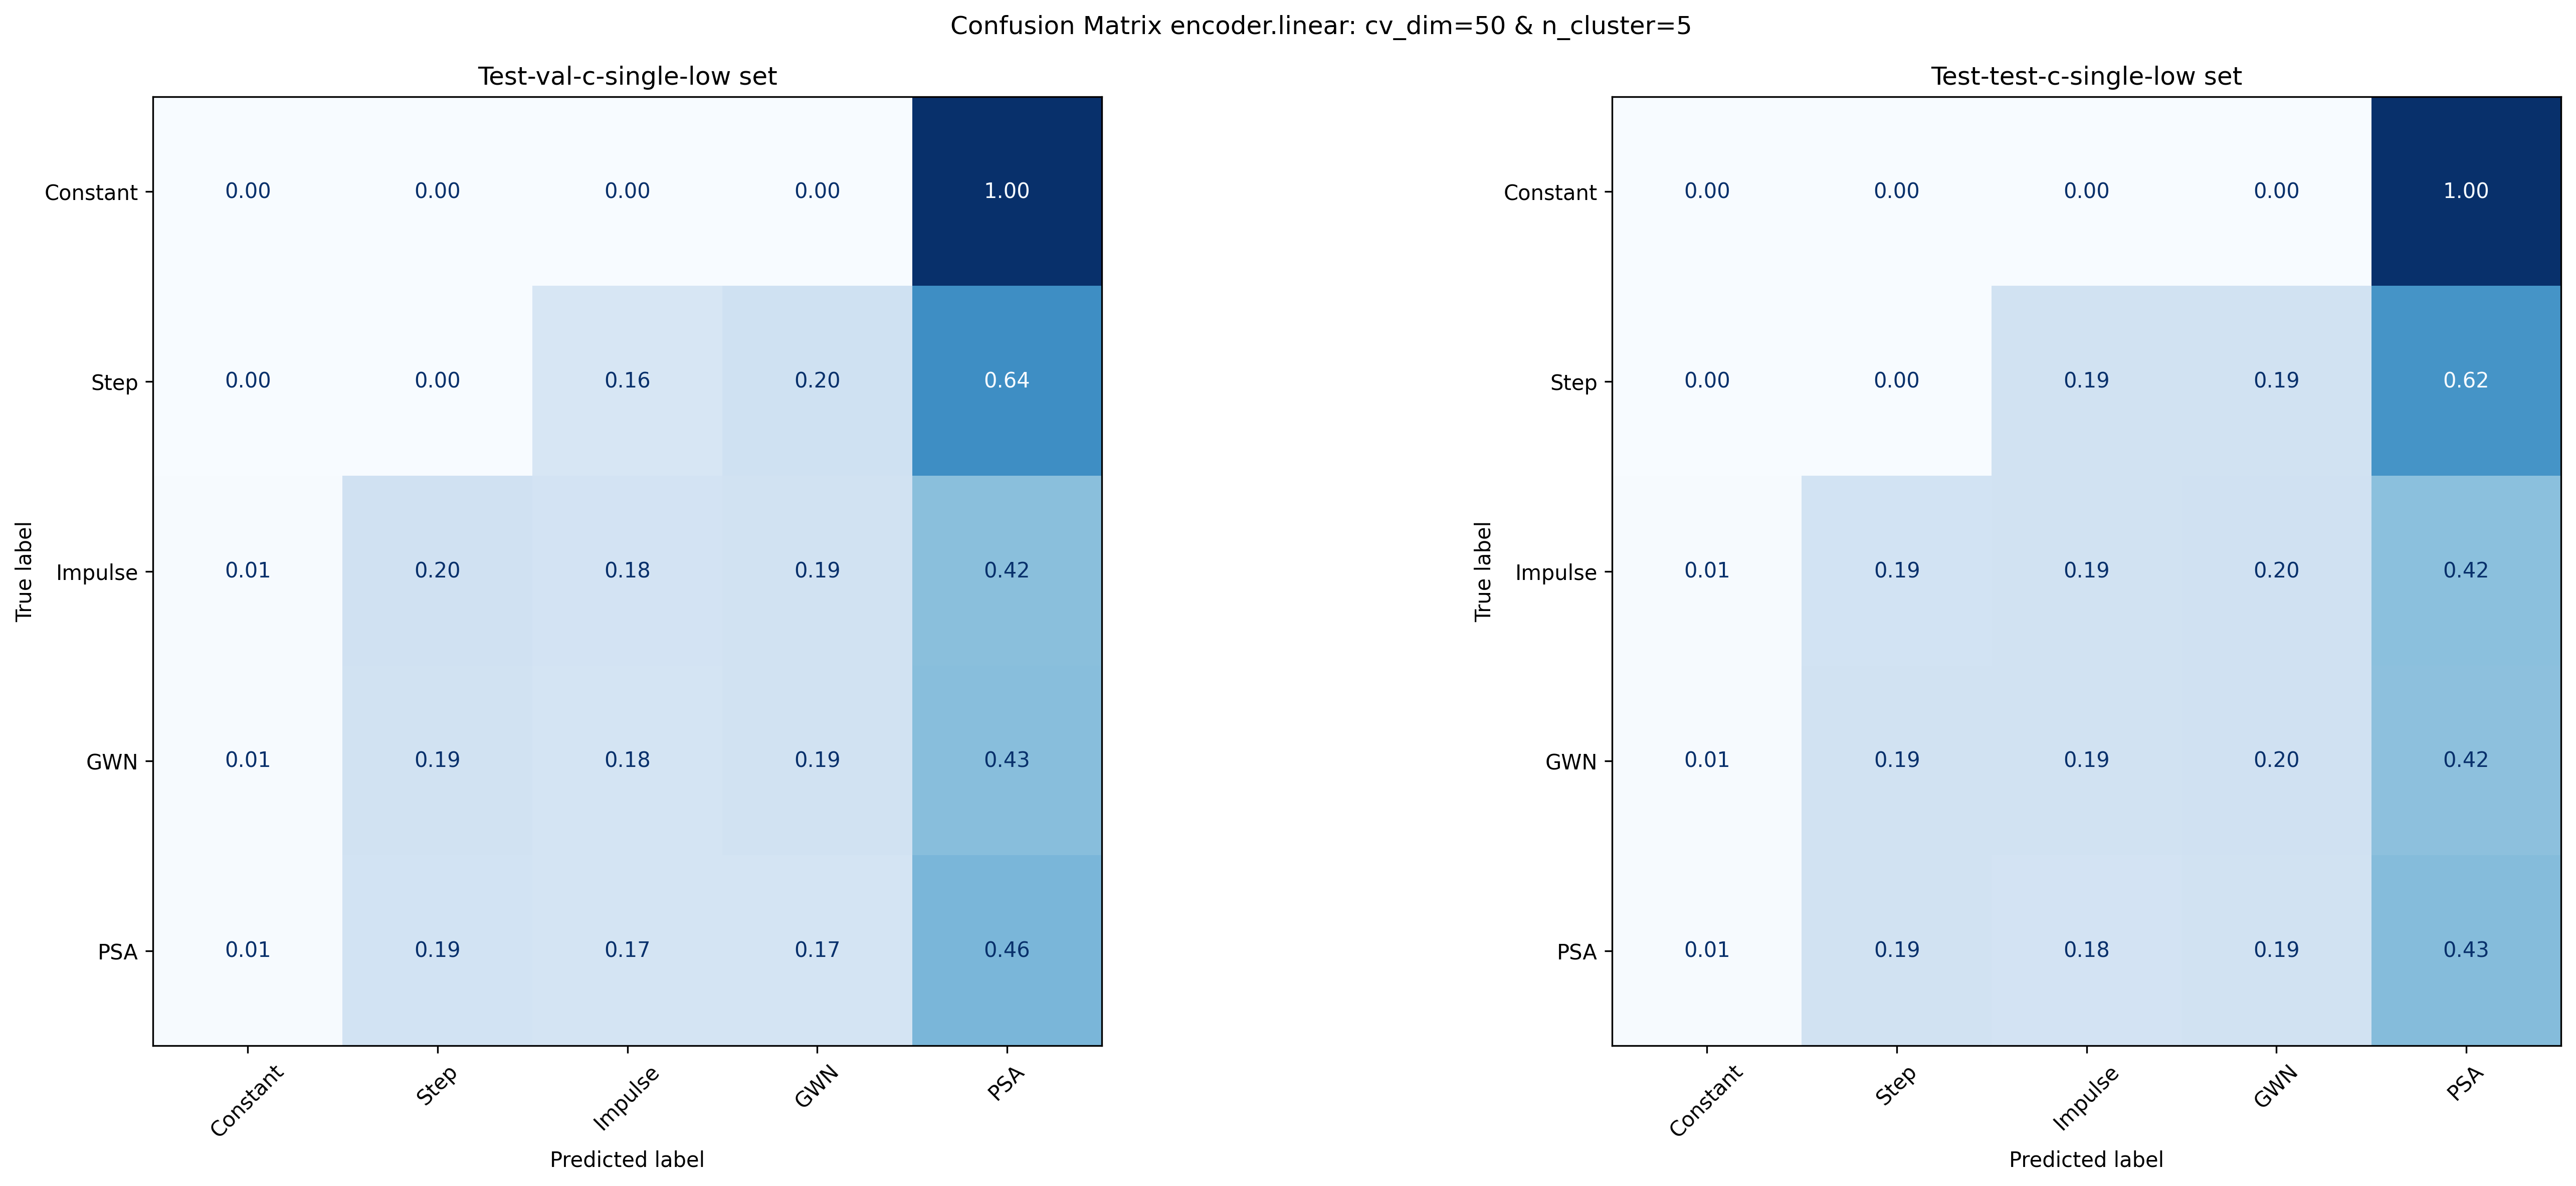 Confusion Matrix encoder.linear: cv_dim=50 & n_cluster=5
Test-val-c-single-low set
True label
Constant 0.00 0.00 0.00 0.00 1.00
Step 0.00 0.00 0.16 0.20 0.64
Impulse 0.01 0.20 0.18 0.19 0.42
GWN 0.01 0.19 0.18 0.19 0.43
PSA 0.01 0.19 0.17 0.17 0.46
Constant Step Impulse GWN PSA
Predicted label
Test-test-c-single-low set
True label
Constant 0.00 0.00 0.00 0.00 1.00
Step 0.00 0.00 0.19 0.19 0.62
Impulse 0.01 0.19 0.19 0.20 0.42
GWN 0.01 0.19 0.19 0.20 0.42
PSA 0.01 0.19 0.18 0.19 0.43
Constant Step Impulse GWN PSA
Predicted label